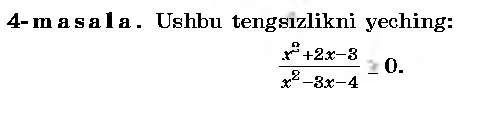 4-masala. Ushbu tengsizlikni yeching:
x²+2x−3
x²−3x−4 ≥ 0.